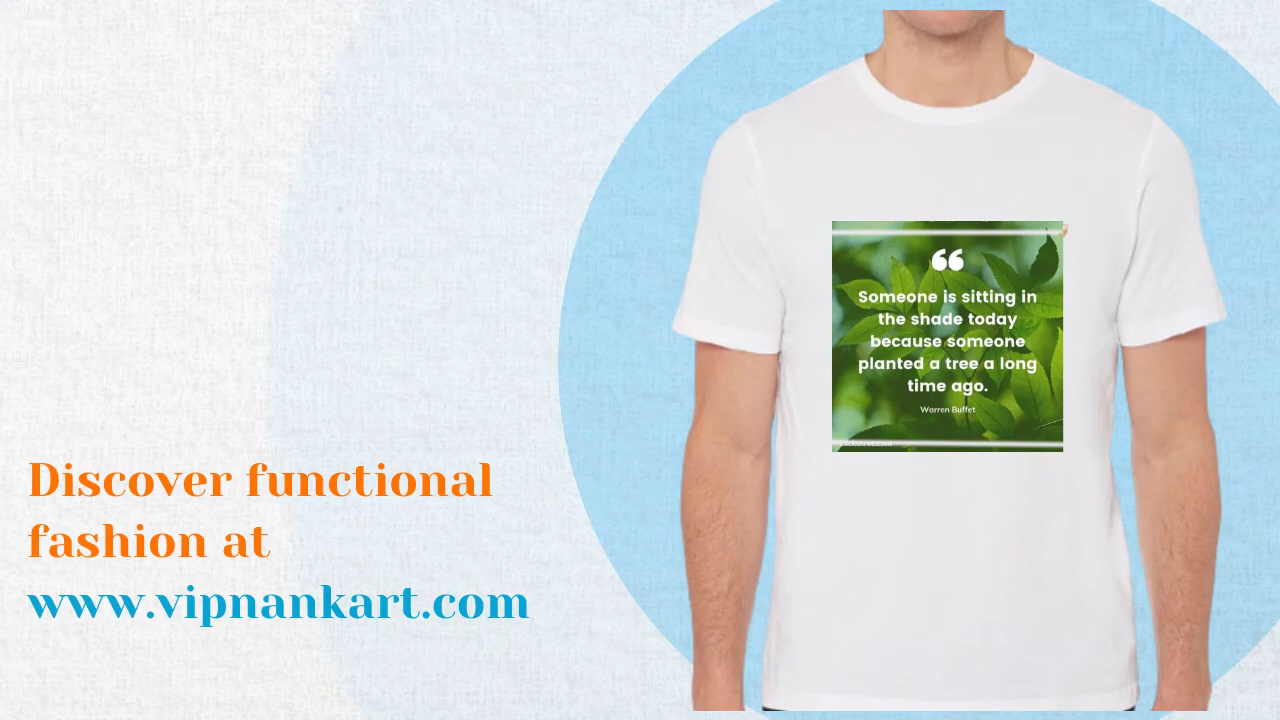 Discover functional
fashion at
www.vipnankart.com
❝
Someone is sitting in
the shade today
because someone
planted a tree a long
time ago.
Warren Buffet